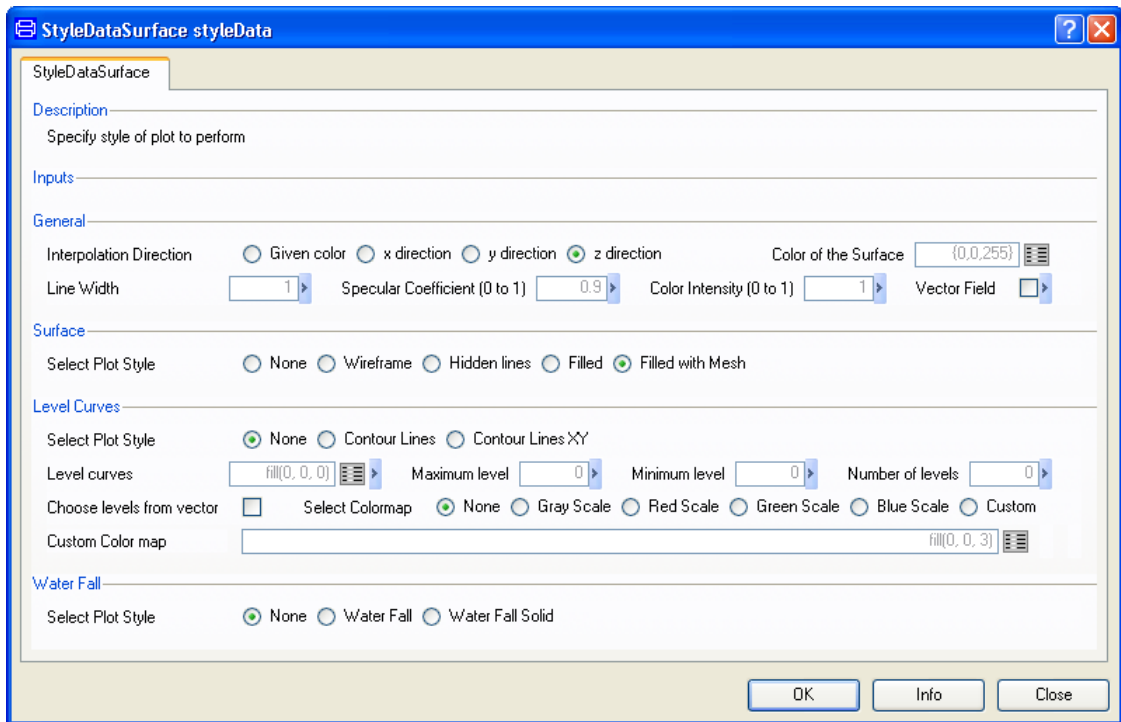 StyleDataSurface styleData
StyleDataSurface
Description
Specify style of plot to perform
Inputs
General
Interpolation Direction Given color x direction y direction z direction Color of the Surface {0,0,255}
Line Width 1 Specular Coefficient (0 to 1) 0.9 Color Intensity (0 to 1) 1 Vector Field
Surface
Select Plot Style None Wireframe Hidden lines Filled Filled with Mesh
Level Curves
Select Plot Style None Contour Lines Contour Lines XY
Level curves fill(0, 0, 0) Maximum level 0 Minimum level 0 Number of levels 0
Choose levels from vector Select Colormap None Gray Scale Red Scale Green Scale Blue Scale Custom
Custom Color map fill(0, 0, 3)
Water Fall
Select Plot Style None Water Fall Water Fall Solid
OK Info Close